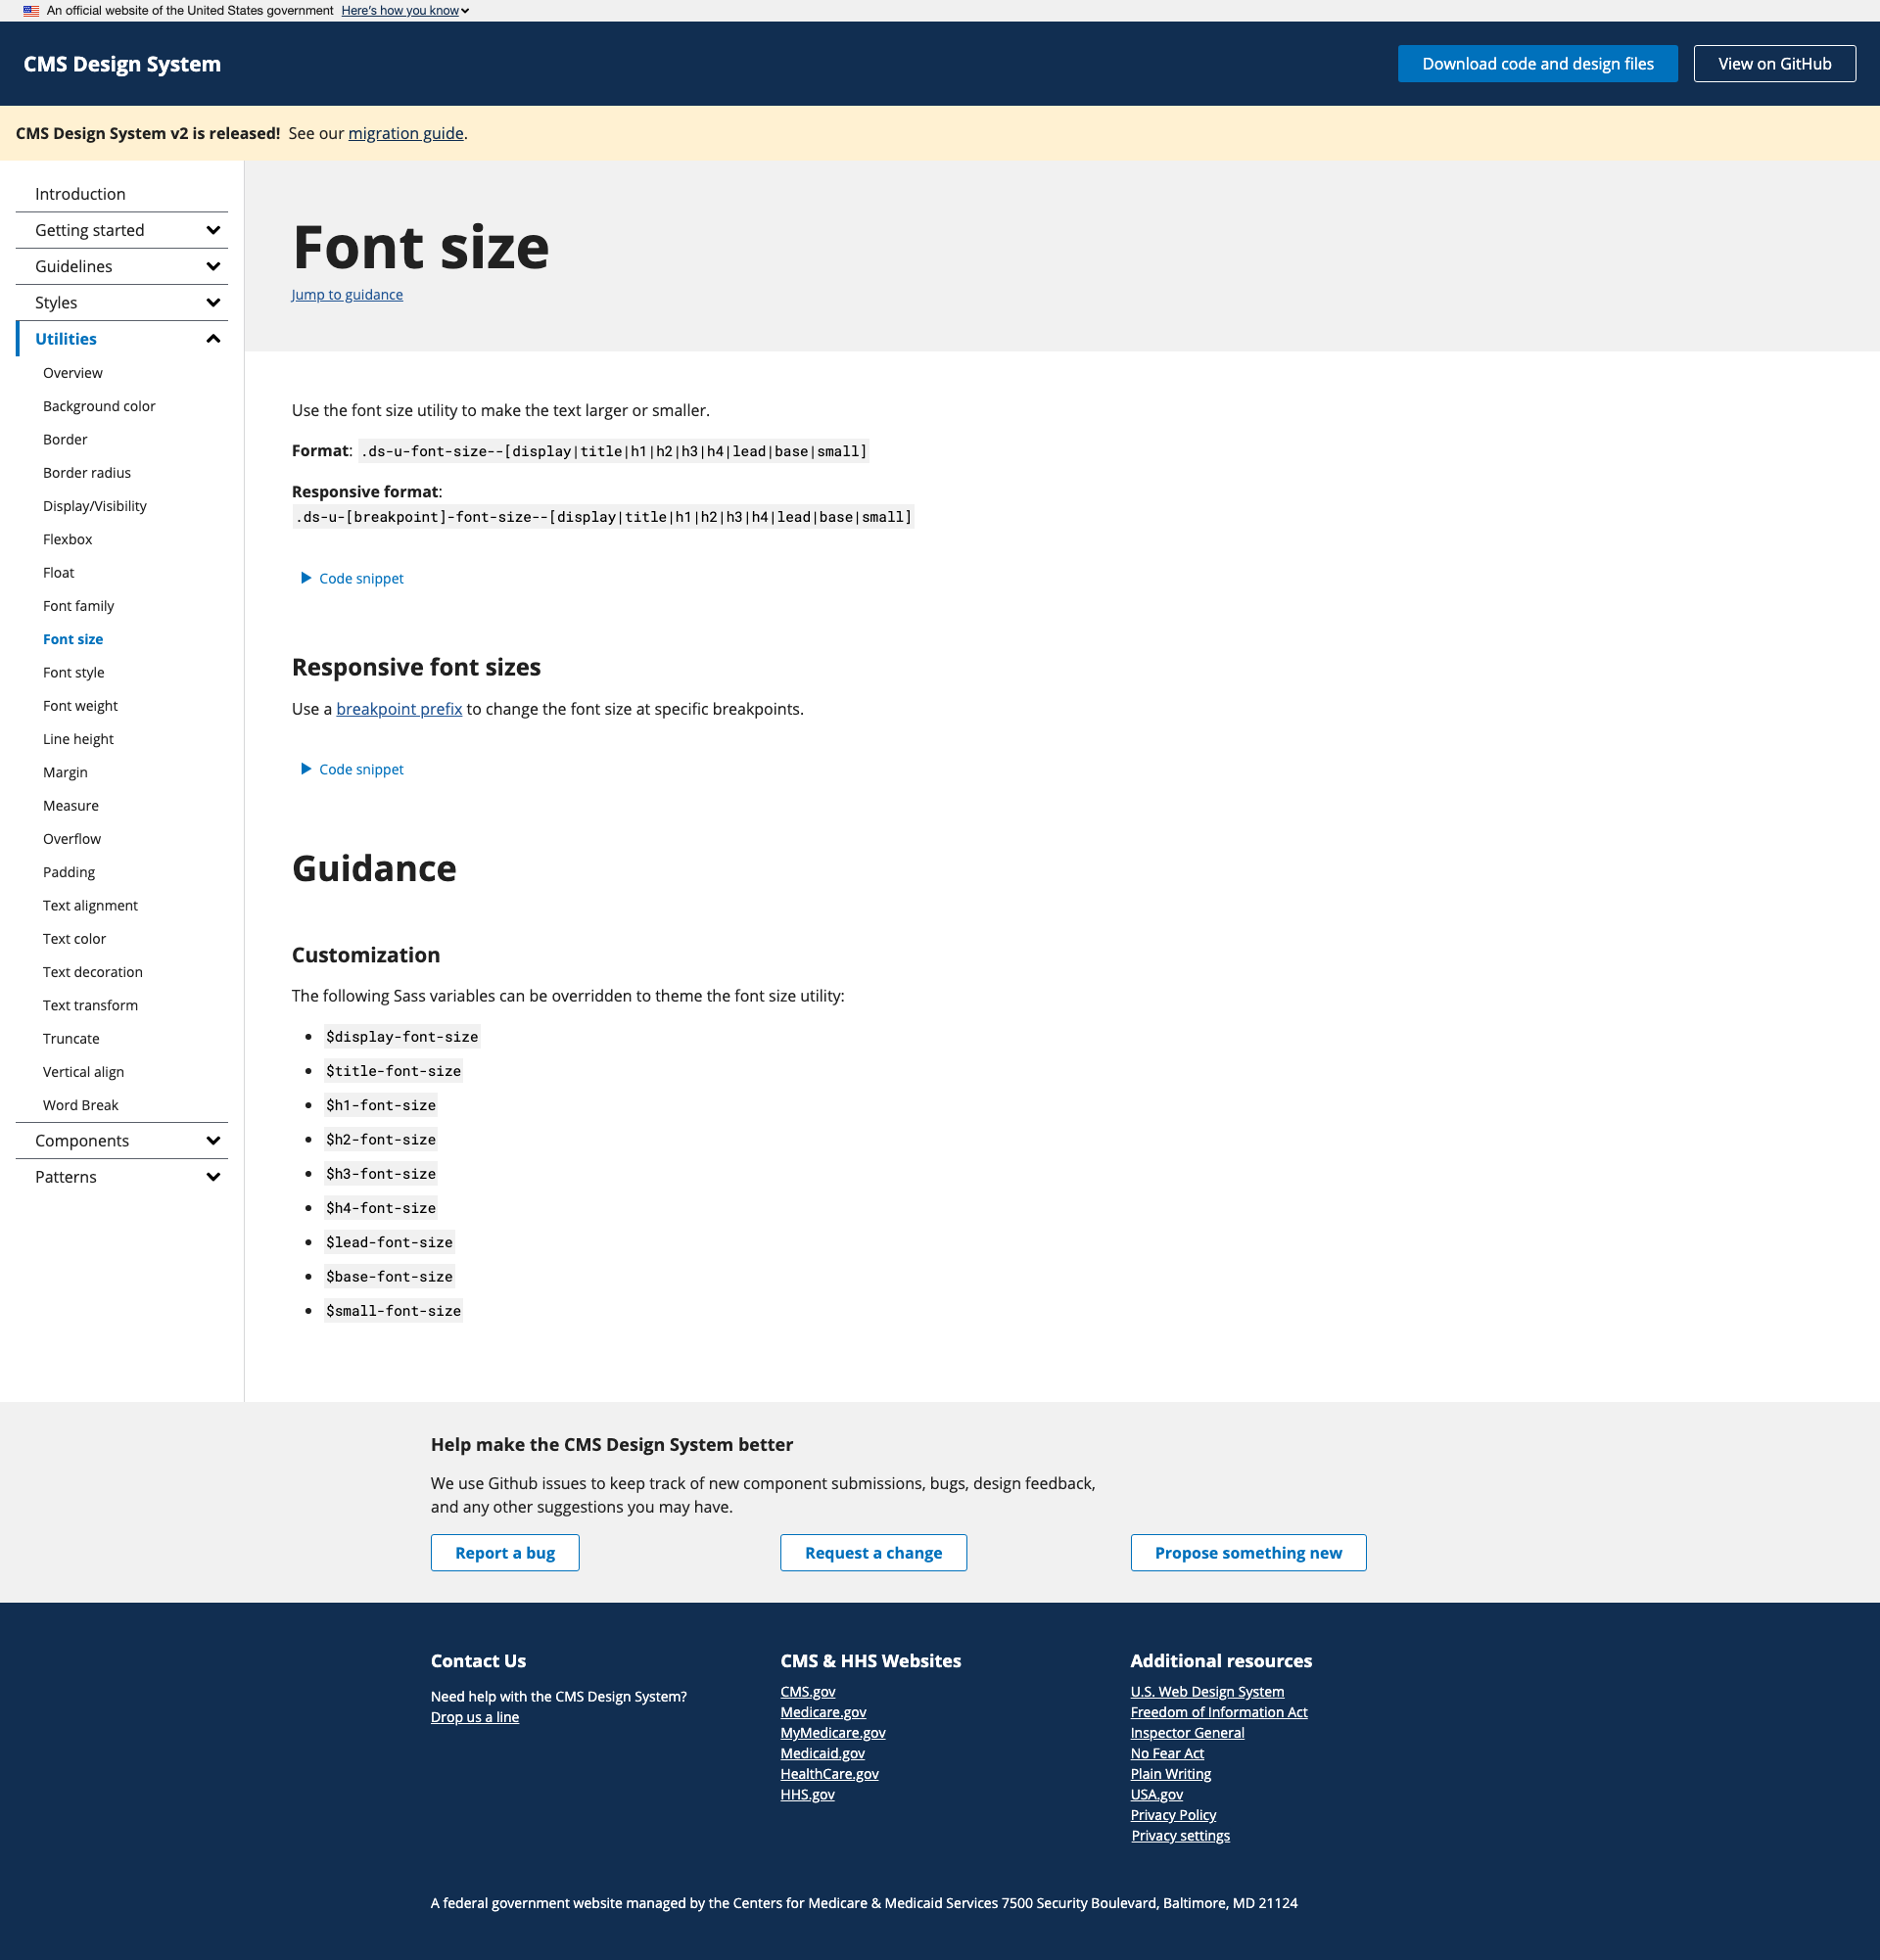 An official website of the United States government Here's how you know
CMS Design System
Download code and design files
View on GitHub
CMS Design System v2 is released! See our migration guide.
Introduction
Getting started
Guidelines
Styles
Utilities
Overview
Background color
Border
Border radius
Display/Visibility
Flexbox
Float
Font family
Font size
Font style
Font weight
Line height
Margin
Measure
Overflow
Padding
Text alignment
Text color
Text decoration
Text transform
Truncate
Vertical align
Word Break
Components
Patterns
Font size
Jump to guidance
Use the font size utility to make the text larger or smaller.
Format: .ds-u-font-size--[display|title|h1|h2|h3|h4|lead|base|small]
Responsive format:
.ds-u-[breakpoint]-font-size--[display|title|h1|h2|h3|h4|lead|base|small]
Code snippet
Responsive font sizes
Use a breakpoint prefix to change the font size at specific breakpoints.
Code snippet
Guidance
Customization
The following Sass variables can be overridden to theme the font size utility:
• $display-font-size
• $title-font-size
• $h1-font-size
• $h2-font-size
• $h3-font-size
• $h4-font-size
• $lead-font-size
• $base-font-size
• $small-font-size
Help make the CMS Design System better
We use Github issues to keep track of new component submissions, bugs, design feedback,
and any other suggestions you may have.
Report a bug
Request a change
Propose something new
Contact Us
Need help with the CMS Design System?
Drop us a line
CMS & HHS Websites
CMS.gov
Medicare.gov
MyMedicare.gov
Medicaid.gov
HealthCare.gov
HHS.gov
Additional resources
U.S. Web Design System
Freedom of Information Act
Inspector General
No Fear Act
Plain Writing
USA.gov
Privacy Policy
Privacy settings
A federal government website managed by the Centers for Medicare & Medicaid Services 7500 Security Boulevard, Baltimore, MD 21124